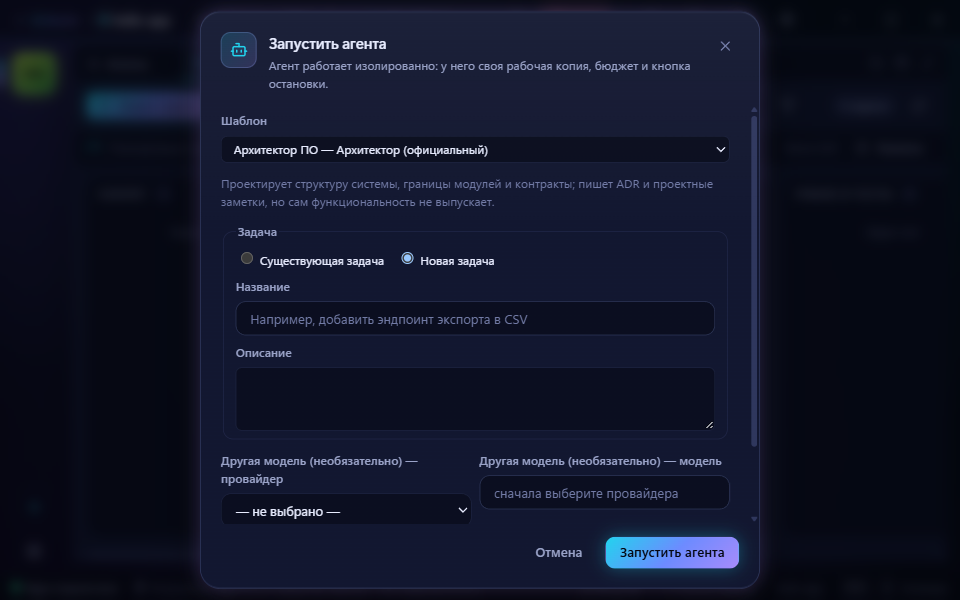 Запустить агента
Агент работает изолированно: у него своя рабочая копия, бюджет и кнопка
остановки.
Шаблон
Архитектор ПО — Архитектор (официальный)
Проектирует структуру системы, границы модулей и контракты; пишет ADR и проектные
заметки, но сам функциональность не выпускает.
Задача
Существующая задача
Новая задача
Название
Например, добавить эндпоинт экспорта в CSV
Описание
Другая модель (необязательно) —
провайдер
Другая модель (необязательно) — модель
— не выбрано —
сначала выберите провайдера
Отмена
Запустить агента